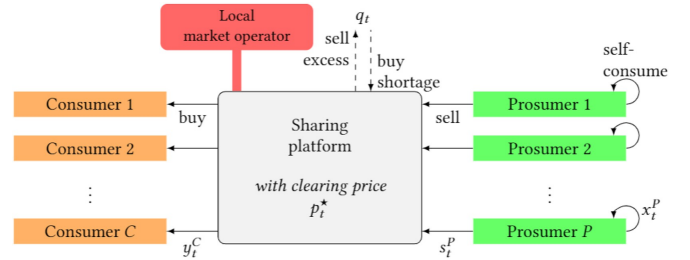 Local
market operator
q_t
sell
excess
buy
shortage
self-
consume
Consumer 1
buy
Sharing
platform
with clearing price
p_t^★
sell
Prosumer 1
Consumer 2
Prosumer 2
⋮
⋮
Consumer C
y_t^C
s_t^P
Prosumer P
x_t^P